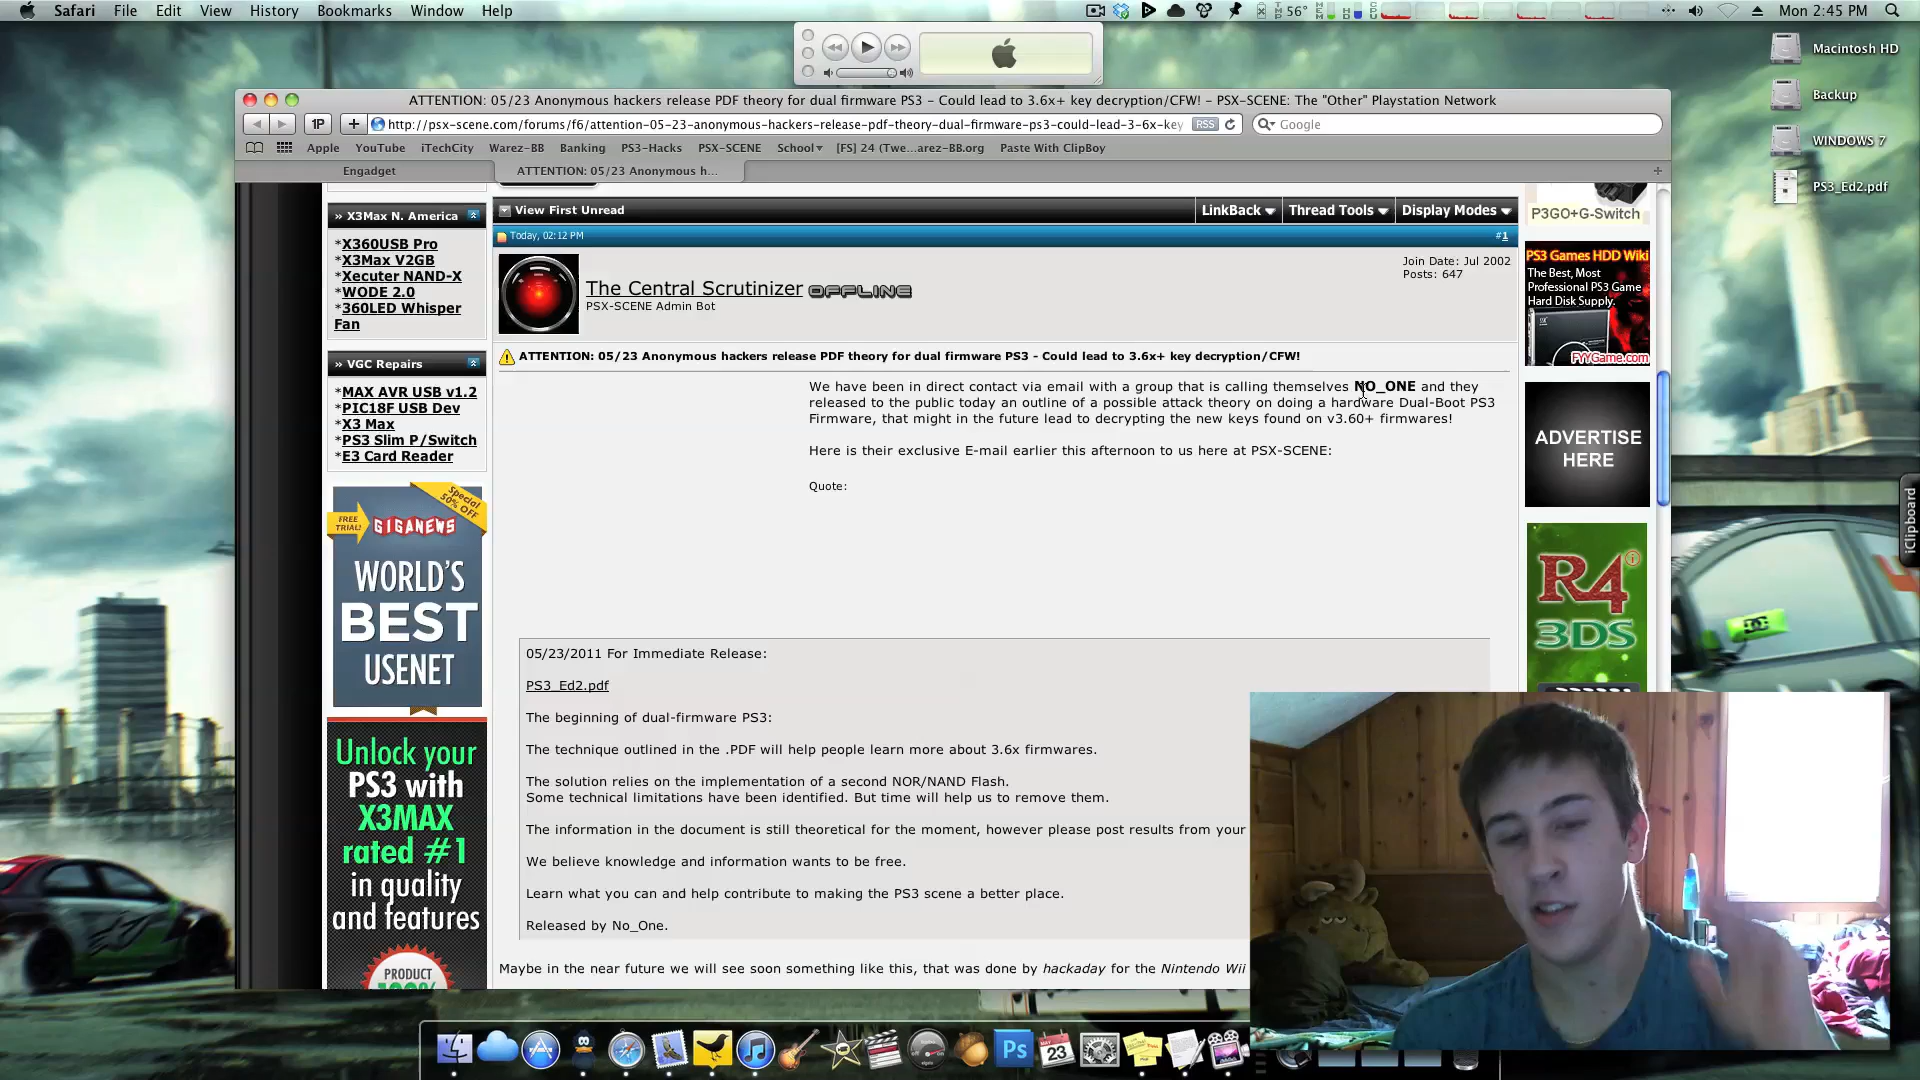 Safari File Edit View History Bookmarks Window Help
56° Mon 2:45 PM
Macintosh HD
Backup
WINDOWS 7
PS3_Ed2.pdf
iClipboard
ATTENTION: 05/23 Anonymous hackers release PDF theory for dual firmware PS3 - Could lead to 3.6x+ key decryption/CFW! - PSX-SCENE: The "Other" Playstation Network
1P + http://psx-scene.com/forums/f6/attention-05-23-anonymous-hackers-release-pdf-theory-dual-firmware-ps3-could-lead-3-6x-key RSS Google
Apple YouTube iTechCity Warez-BB Banking PS3-Hacks PSX-SCENE School [FS] 24 (Twe...arez-BB.org Paste With ClipBoy
Engadget ATTENTION: 05/23 Anonymous h... +
» X3Max N. America
*X360USB Pro
*X3Max V2GB
*Xecuter NAND-X
*WODE 2.0
*360LED Whisper
Fan
» VGC Repairs
*MAX AVR USB v1.2
*PIC18F USB Dev
*X3 Max
*PS3 Slim P/Switch
*E3 Card Reader
Special
50% OFF
FREE
TRIAL!
GIGANEWS
WORLD'S
BEST
USENET
Unlock your
PS3 with
X3MAX
rated #1
in quality
and features
PRODUCT
100%
View First Unread LinkBack Thread Tools Display Modes
Today, 02:12 PM #1
The Central Scrutinizer OFFLINE
PSX-SCENE Admin Bot
Join Date: Jul 2002
Posts: 647
ATTENTION: 05/23 Anonymous hackers release PDF theory for dual firmware PS3 - Could lead to 3.6x+ key decryption/CFW!
We have been in direct contact via email with a group that is calling themselves NO_ONE and they
released to the public today an outline of a possible attack theory on doing a hardware Dual-Boot PS3
Firmware, that might in the future lead to decrypting the new keys found on v3.60+ firmwares!
Here is their exclusive E-mail earlier this afternoon to us here at PSX-SCENE:
Quote:
05/23/2011 For Immediate Release:
PS3_Ed2.pdf
The beginning of dual-firmware PS3:
The technique outlined in the .PDF will help people learn more about 3.6x firmwares.
The solution relies on the implementation of a second NOR/NAND Flash.
Some technical limitations have been identified. But time will help us to remove them.
The information in the document is still theoretical for the moment, however please post results from your
We believe knowledge and information wants to be free.
Learn what you can and help contribute to making the PS3 scene a better place.
Released by No_One.
Maybe in the near future we will see soon something like this, that was done by hackaday for the Nintendo Wii
P3GO+G-Switch
PS3 Games HDD Wiki
The Best, Most
Professional PS3 Game
Hard Disk Supply.
FYYGame.com
ADVERTISE
HERE
R4
3DS
DC
Ps
MAY
23